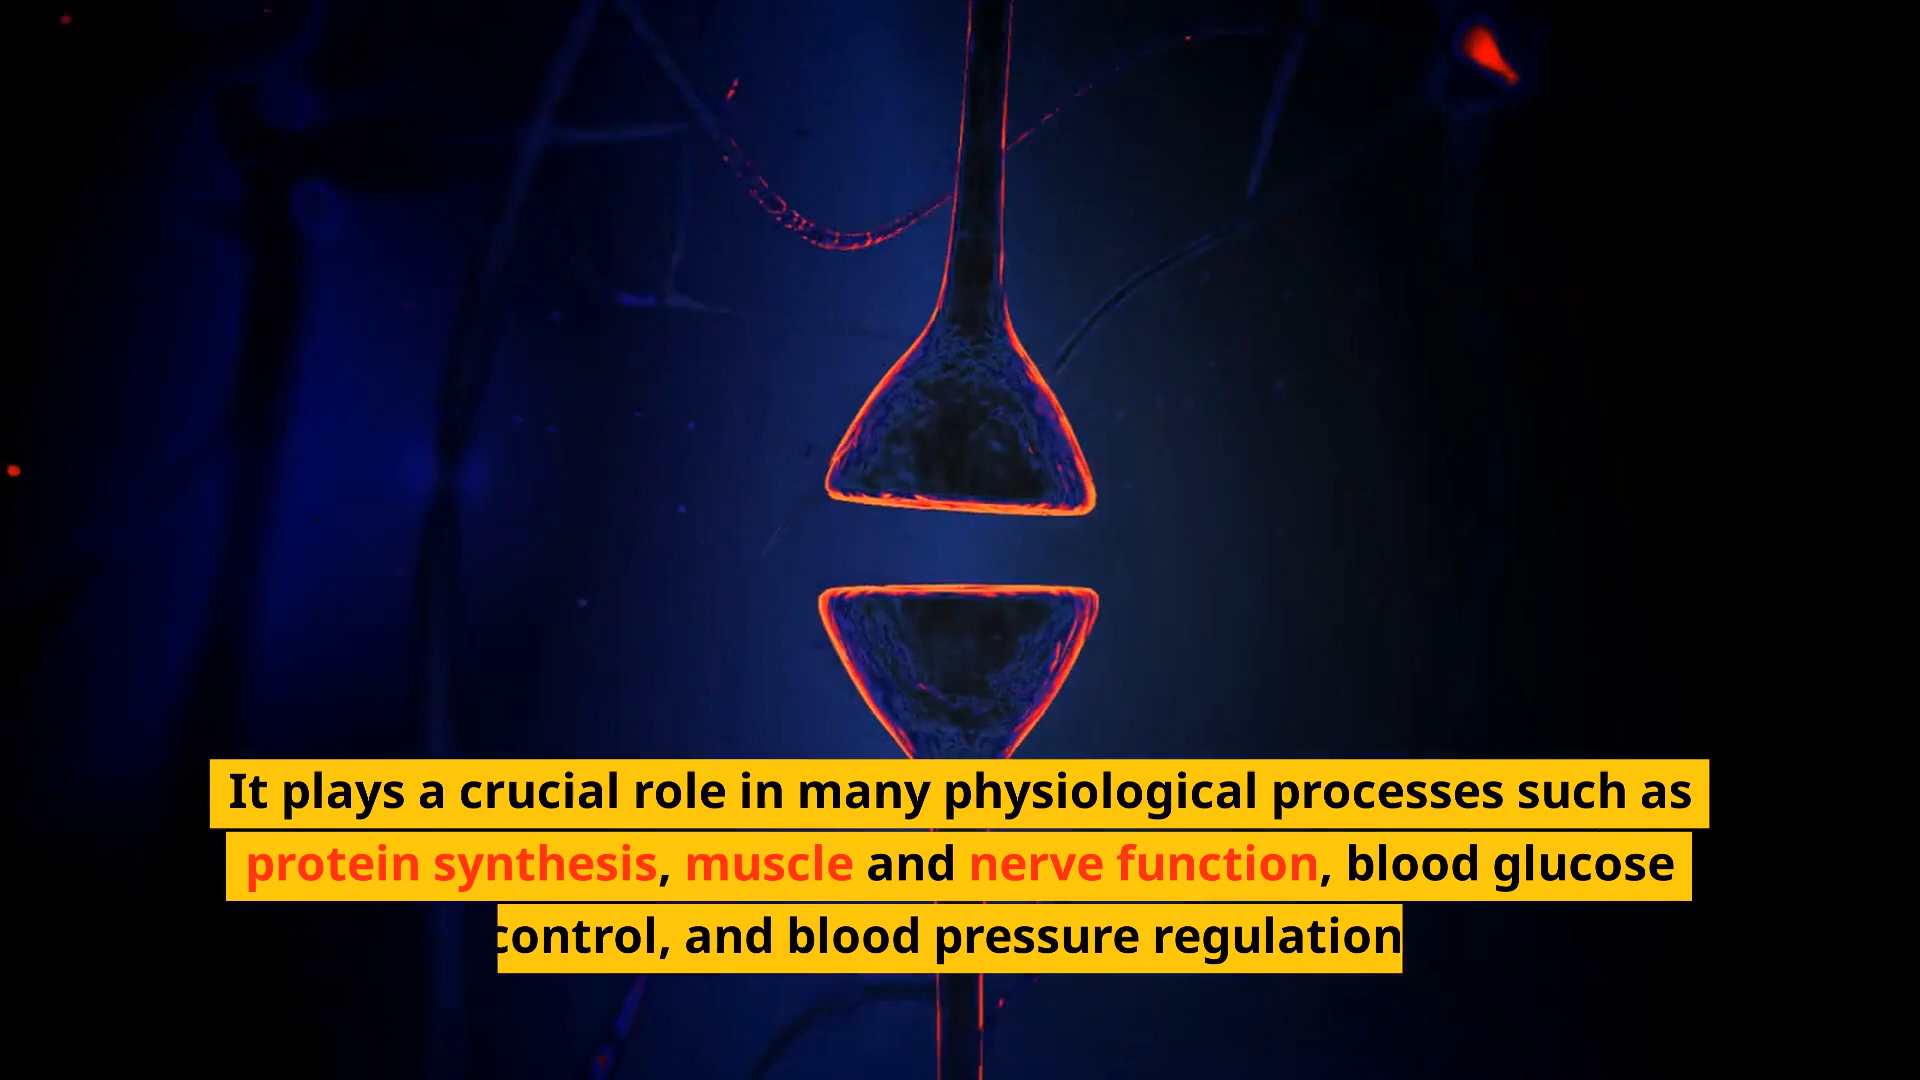 It plays a crucial role in many physiological processes such as
protein synthesis, muscle and nerve function, blood glucose
control, and blood pressure regulation